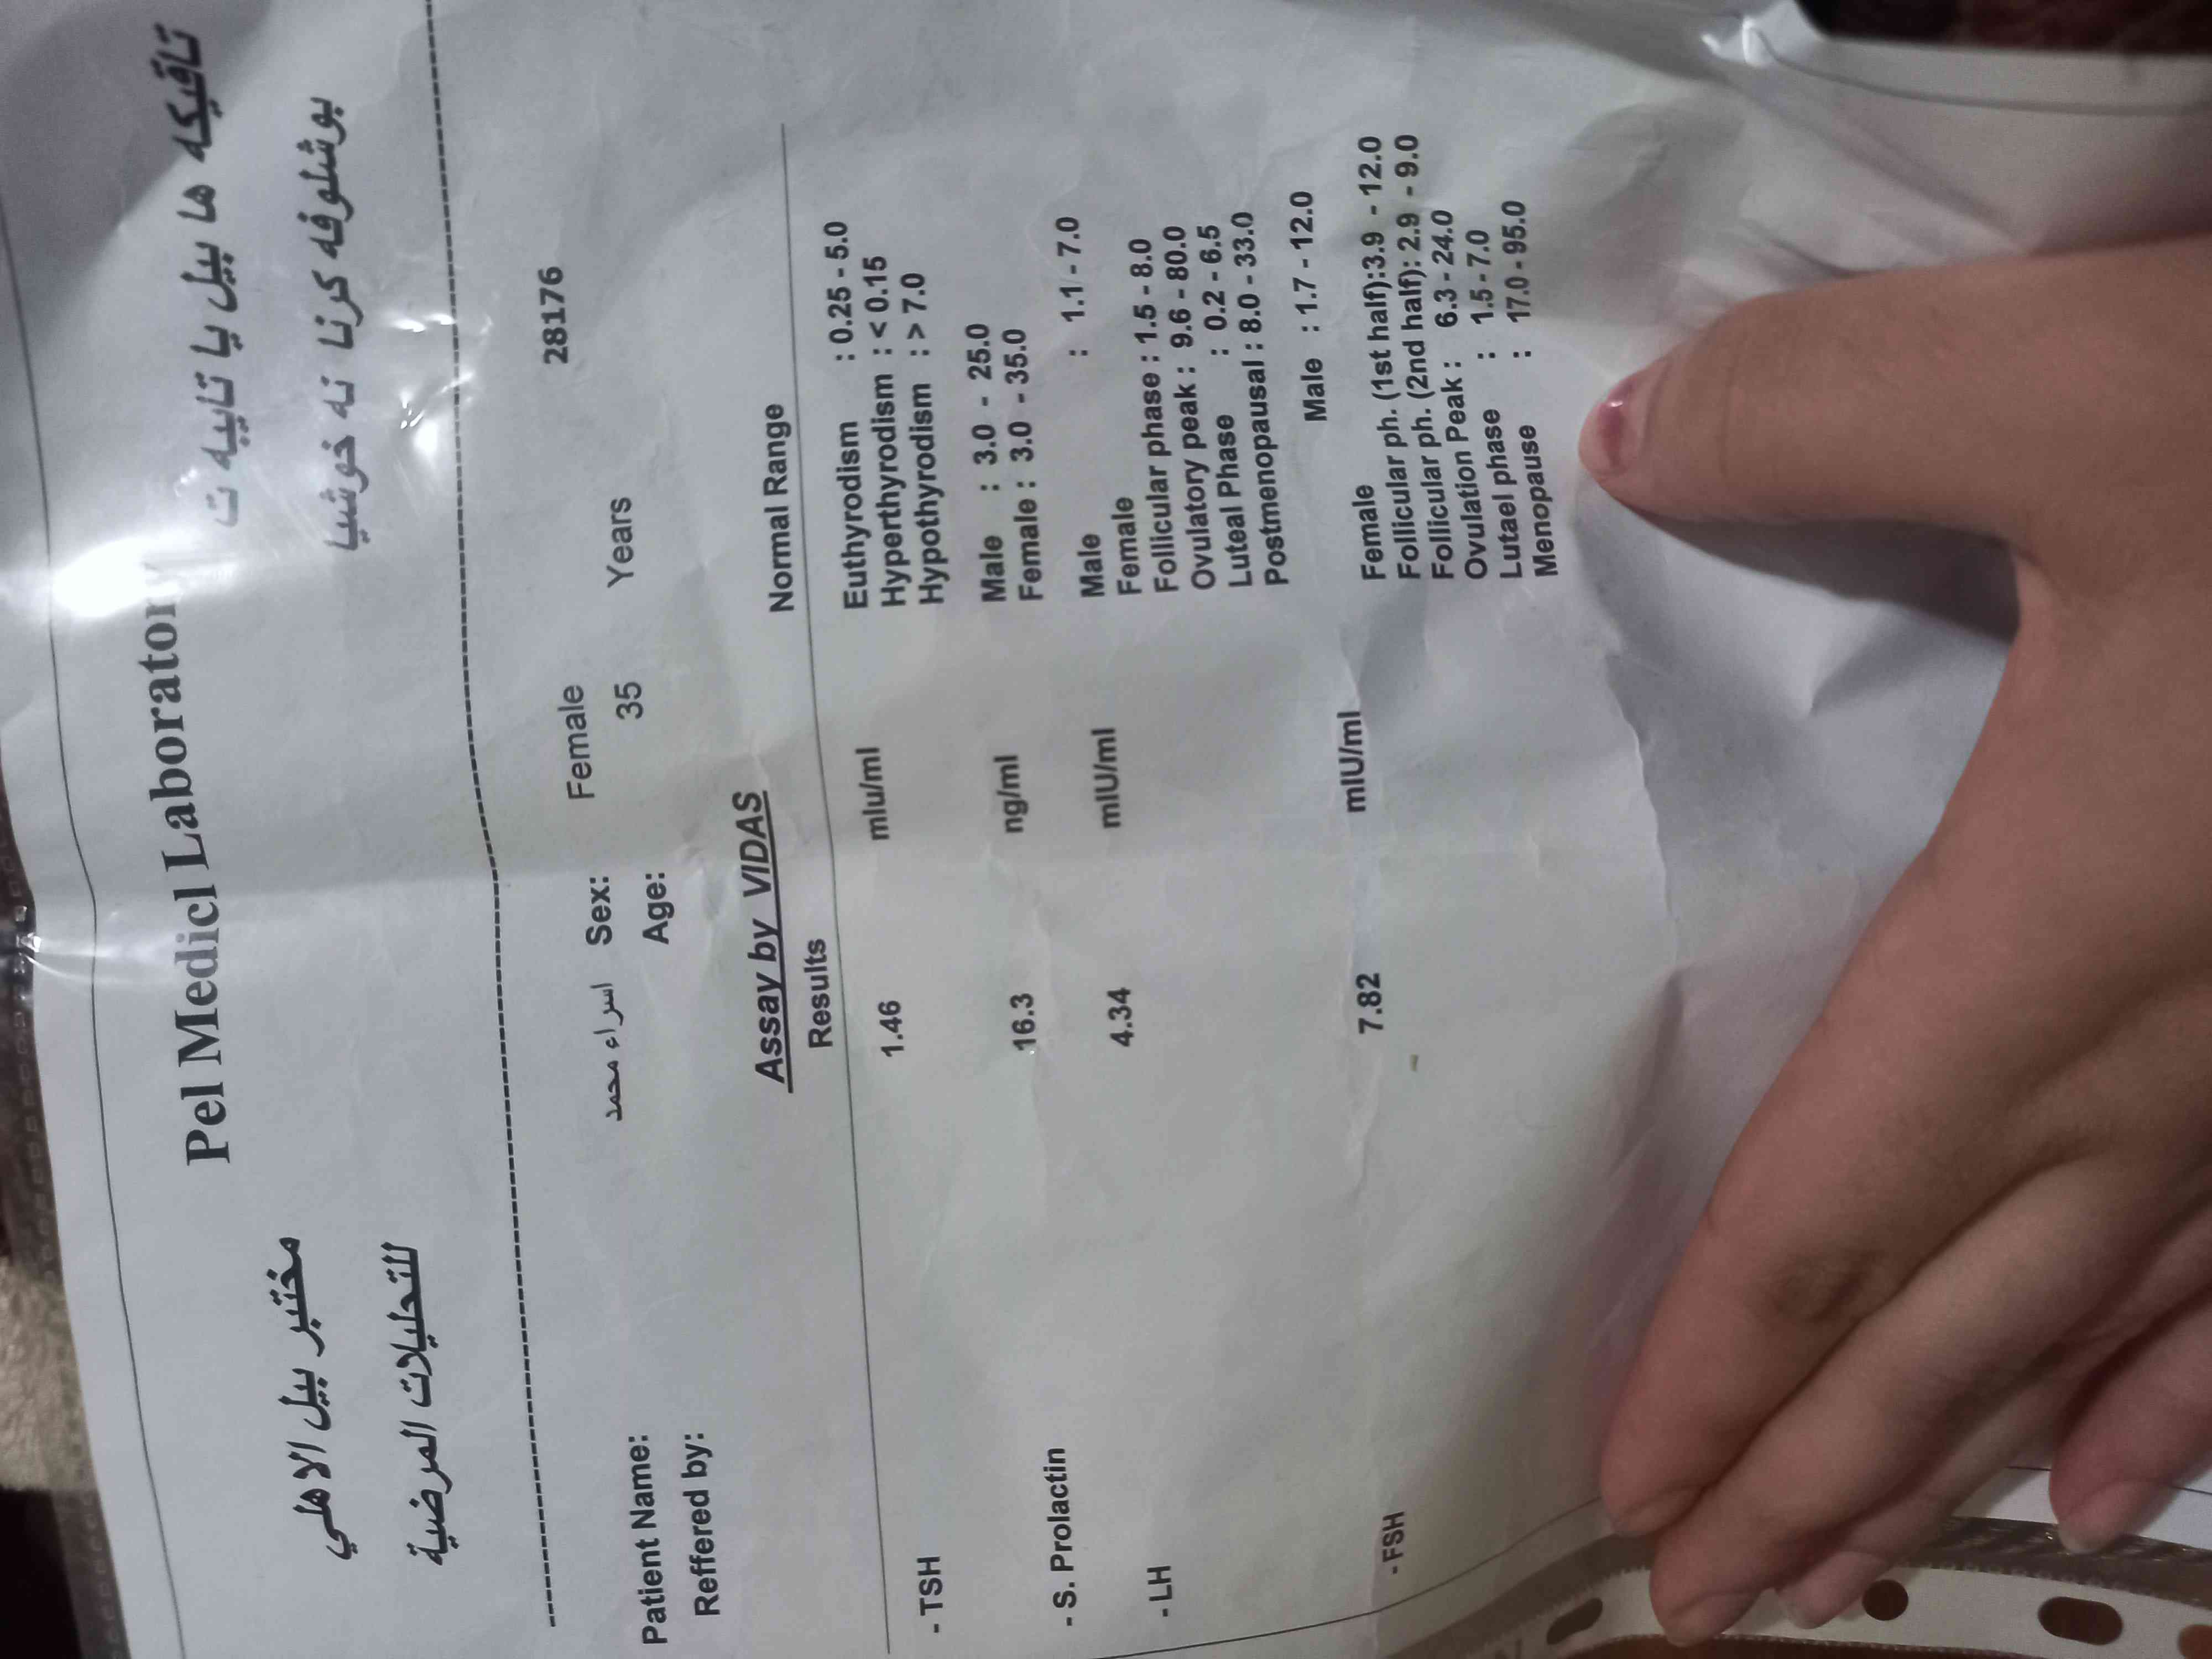 Pel Medicl Laborator
تاقيكه ها بيل يا تايبه ت
بو شلوفه كرنا نه خوشيا
مختبر بيل الاهلي
للتحليلات المرضية
28176
Patient Name: اسراء محمد Sex: Female
Reffered by: Age: 35 Years
Assay by VIDAS
Results Normal Range
- TSH 1.46 mlu/ml Euthyrodism : 0.25 - 5.0
Hyperthyrodism : < 0.15
Hypothyrodism : > 7.0
- S. Prolactin 16.3 ng/ml Male : 3.0 - 25.0
Female : 3.0 - 35.0
- LH 4.34 mIU/ml Male : 1.1 - 7.0
Female
Follicular phase : 1.5 - 8.0
Ovulatory peak : 9.6 - 80.0
Luteal Phase : 0.2 - 6.5
Postmenopausal : 8.0 - 33.0
Male : 1.7 - 12.0
- FSH 7.82 mIU/ml Female
Follicular ph. (1st half):3.9 - 12.0
Follicular ph. (2nd half): 2.9 - 9.0
Ovulation Peak : 6.3 - 24.0
Lutael phase : 1.5 - 7.0
Menopause : 17.0 - 95.0